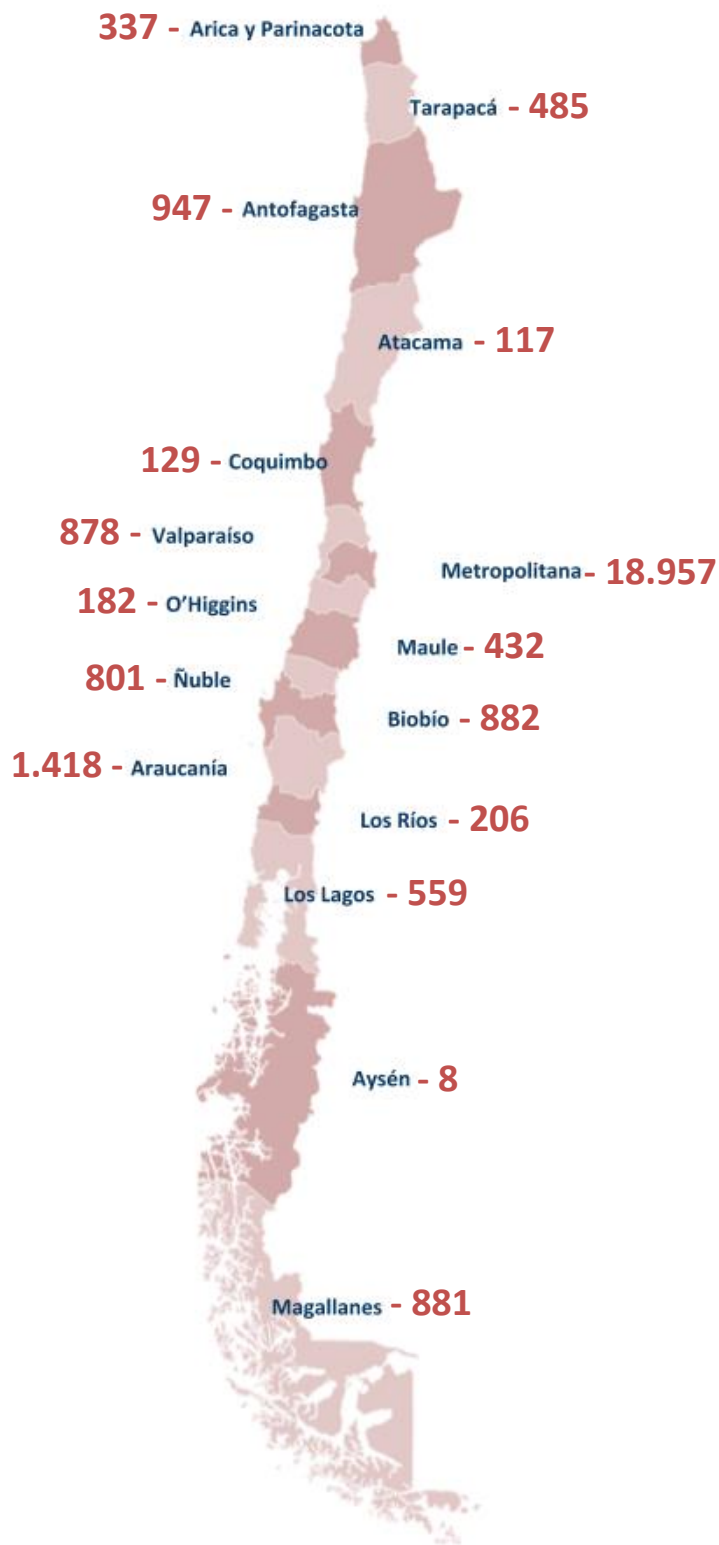 337 - Arica y Parinacota
Tarapacá - 485
947 - Antofagasta
Atacama - 117
129 - Coquimbo
878 - Valparaíso
Metropolitana - 18.957
182 - O’Higgins
Maule - 432
801 - Ñuble
Biobío - 882
1.418 - Araucanía
Los Ríos - 206
Los Lagos - 559
Aysén - 8
Magallanes - 881